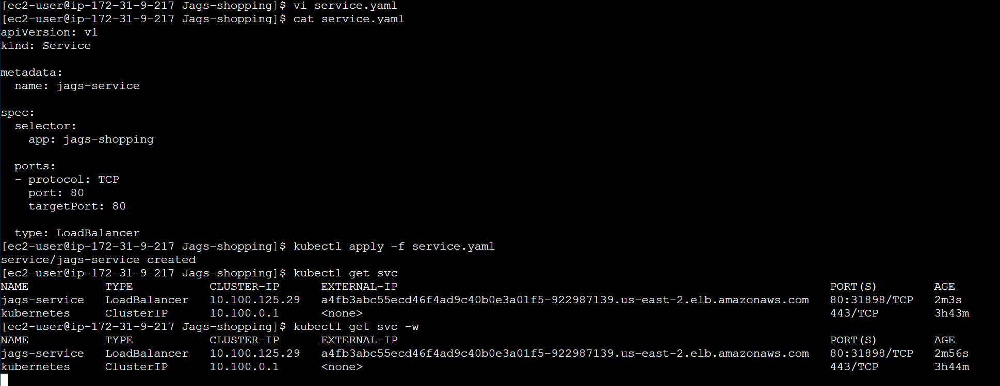 [ec2-user@ip-172-31-9-217 Jags-shopping]$ vi service.yaml
[ec2-user@ip-172-31-9-217 Jags-shopping]$ cat service.yaml
apiVersion: v1
kind: Service

metadata:
  name: jags-service

spec:
  selector:
    app: jags-shopping

  ports:
  - protocol: TCP
    port: 80
    targetPort: 80

  type: LoadBalancer
[ec2-user@ip-172-31-9-217 Jags-shopping]$ kubectl apply -f service.yaml
service/jags-service created
[ec2-user@ip-172-31-9-217 Jags-shopping]$ kubectl get svc
NAME           TYPE           CLUSTER-IP      EXTERNAL-IP                                                              PORT(S)        AGE
jags-service   LoadBalancer   10.100.125.29   a4fb3abc55ecd46f4ad9c40b0e3a01f5-922987139.us-east-2.elb.amazonaws.com   80:31898/TCP   2m3s
kubernetes     ClusterIP      10.100.0.1      <none>                                                                   443/TCP        3h43m
[ec2-user@ip-172-31-9-217 Jags-shopping]$ kubectl get svc -w
NAME           TYPE           CLUSTER-IP      EXTERNAL-IP                                                              PORT(S)        AGE
jags-service   LoadBalancer   10.100.125.29   a4fb3abc55ecd46f4ad9c40b0e3a01f5-922987139.us-east-2.elb.amazonaws.com   80:31898/TCP   2m56s
kubernetes     ClusterIP      10.100.0.1      <none>                                                                   443/TCP        3h44m